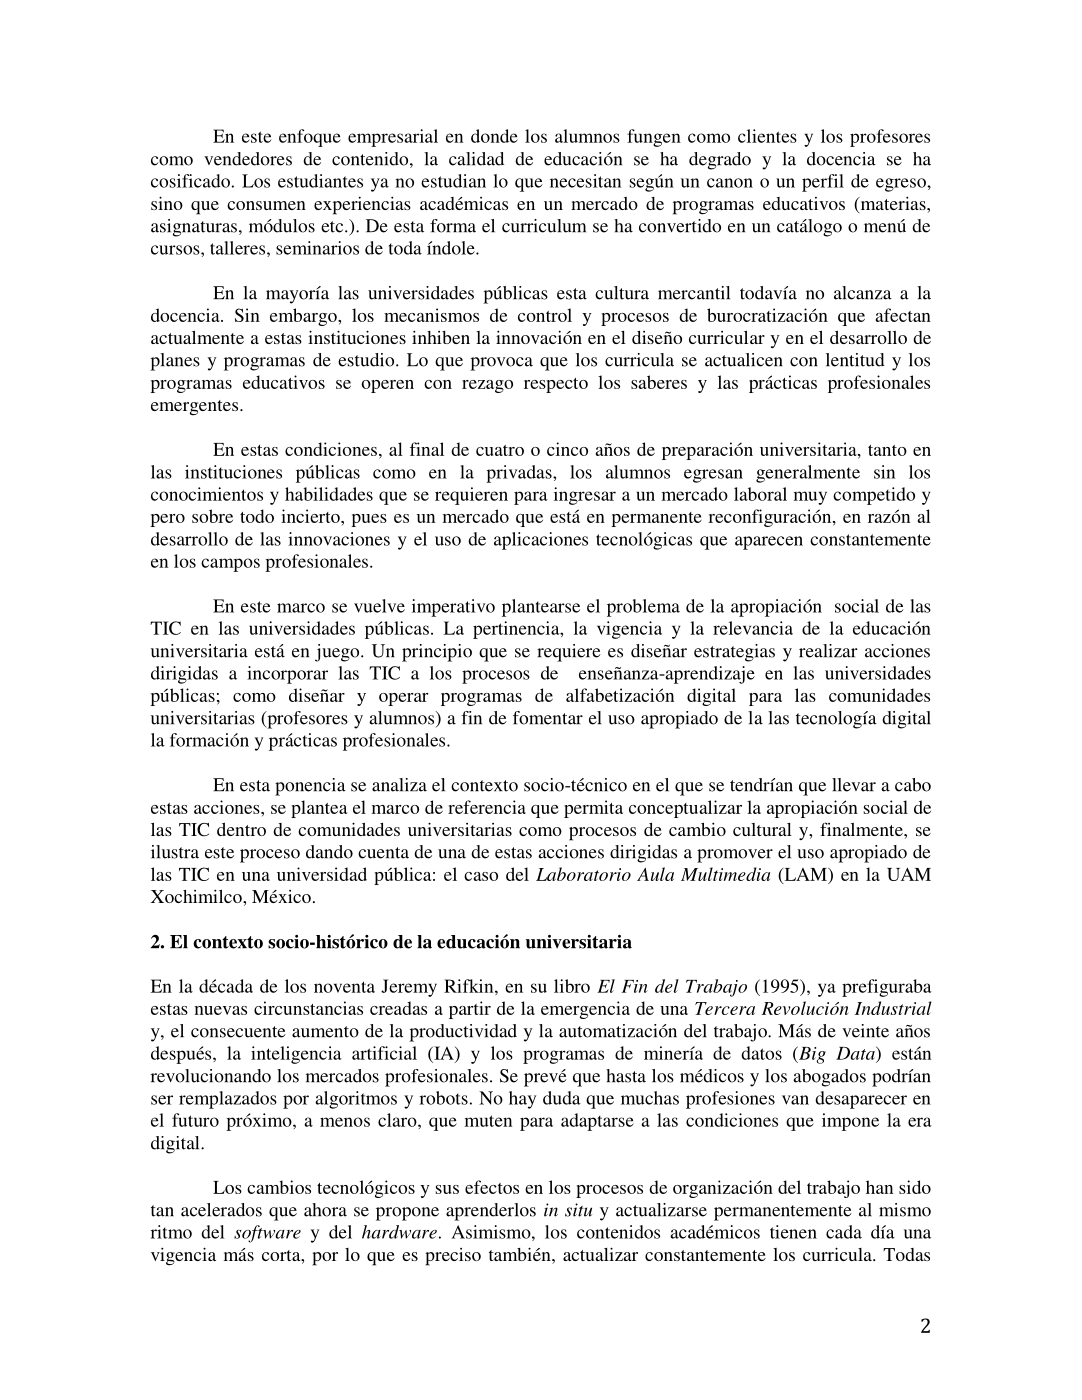 En este enfoque empresarial en donde los alumnos fungen como clientes y los profesores
como vendedores de contenido, la calidad de educación se ha degrado y la docencia se ha
cosificado. Los estudiantes ya no estudian lo que necesitan según un canon o un perfil de egreso,
sino que consumen experiencias académicas en un mercado de programas educativos (materias,
asignaturas, módulos etc.). De esta forma el curriculum se ha convertido en un catálogo o menú de
cursos, talleres, seminarios de toda índole.
En la mayoría las universidades públicas esta cultura mercantil todavía no alcanza a la
docencia. Sin embargo, los mecanismos de control y procesos de burocratización que afectan
actualmente a estas instituciones inhiben la innovación en el diseño curricular y en el desarrollo de
planes y programas de estudio. Lo que provoca que los curricula se actualicen con lentitud y los
programas educativos se operen con rezago respecto los saberes y las prácticas profesionales
emergentes.
En estas condiciones, al final de cuatro o cinco años de preparación universitaria, tanto en
las instituciones públicas como en la privadas, los alumnos egresan generalmente sin los
conocimientos y habilidades que se requieren para ingresar a un mercado laboral muy competido y
pero sobre todo incierto, pues es un mercado que está en permanente reconfiguración, en razón al
desarrollo de las innovaciones y el uso de aplicaciones tecnológicas que aparecen constantemente
en los campos profesionales.
En este marco se vuelve imperativo plantearse el problema de la apropiación social de las
TIC en las universidades públicas. La pertinencia, la vigencia y la relevancia de la educación
universitaria está en juego. Un principio que se requiere es diseñar estrategias y realizar acciones
dirigidas a incorporar las TIC a los procesos de enseñanza-aprendizaje en las universidades
públicas; como diseñar y operar programas de alfabetización digital para las comunidades
universitarias (profesores y alumnos) a fin de fomentar el uso apropiado de la las tecnología digital
la formación y prácticas profesionales.
En esta ponencia se analiza el contexto socio-técnico en el que se tendrían que llevar a cabo
estas acciones, se plantea el marco de referencia que permita conceptualizar la apropiación social de
las TIC dentro de comunidades universitarias como procesos de cambio cultural y, finalmente, se
ilustra este proceso dando cuenta de una de estas acciones dirigidas a promover el uso apropiado de
las TIC en una universidad pública: el caso del Laboratorio Aula Multimedia (LAM) en la UAM
Xochimilco, México.
2. El contexto socio-histórico de la educación universitaria
En la década de los noventa Jeremy Rifkin, en su libro El Fin del Trabajo (1995), ya prefiguraba
estas nuevas circunstancias creadas a partir de la emergencia de una Tercera Revolución Industrial
y, el consecuente aumento de la productividad y la automatización del trabajo. Más de veinte años
después, la inteligencia artificial (IA) y los programas de minería de datos (Big Data) están
revolucionando los mercados profesionales. Se prevé que hasta los médicos y los abogados podrían
ser remplazados por algoritmos y robots. No hay duda que muchas profesiones van desaparecer en
el futuro próximo, a menos claro, que muten para adaptarse a las condiciones que impone la era
digital.
Los cambios tecnológicos y sus efectos en los procesos de organización del trabajo han sido
tan acelerados que ahora se propone aprenderlos in situ y actualizarse permanentemente al mismo
ritmo del software y del hardware. Asimismo, los contenidos académicos tienen cada día una
vigencia más corta, por lo que es preciso también, actualizar constantemente los curricula. Todas
2